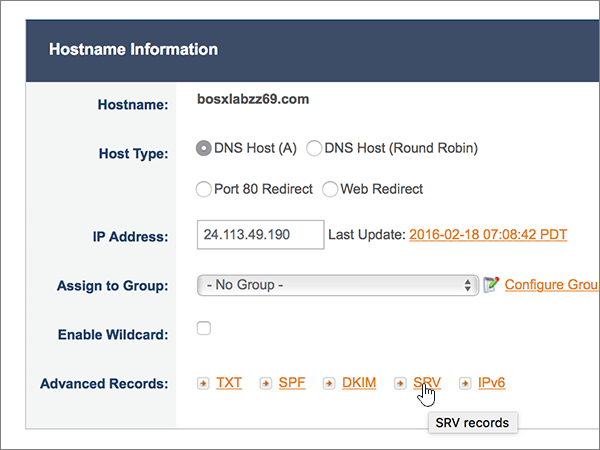 Hostname Information
Hostname: bosxlabzz69.com
Host Type: DNS Host (A) DNS Host (Round Robin)
Port 80 Redirect Web Redirect
IP Address: 24.113.49.190 Last Update: 2016-02-18 07:08:42 PDT
Assign to Group: - No Group - Configure Grou
Enable Wildcard:
Advanced Records: TXT SPF DKIM SRV IPv6
SRV records